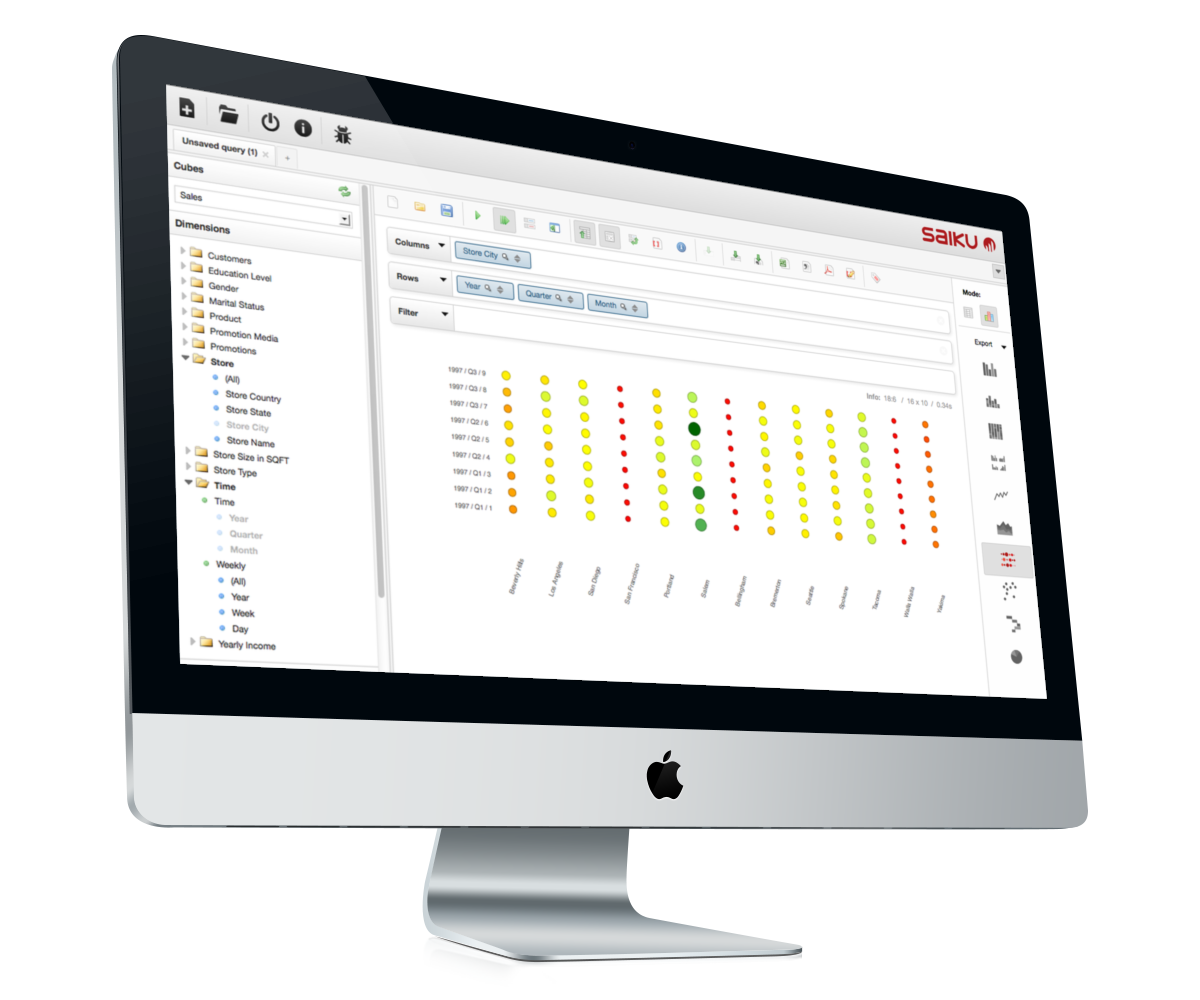 Unsaved query (1)
Cubes
Sales
Dimensions
Customers
Education Level
Gender
Marital Status
Product
Promotion Media
Promotions
Store
(All)
Store Country
Store State
Store City
Store Name
Store Size in SQFT
Store Type
Time
Time
Year
Quarter
Month
Weekly
(All)
Year
Week
Day
Yearly Income
SAIKU
Columns
Store City
Rows
Year
Quarter
Month
Filter
Info: 18:6 / 16 x 10 / 0.34s
Mode:
Export
1997 / Q3 / 9
1997 / Q3 / 8
1997 / Q3 / 7
1997 / Q2 / 6
1997 / Q2 / 5
1997 / Q2 / 4
1997 / Q1 / 3
1997 / Q1 / 2
1997 / Q1 / 1
Beverly Hills
Los Angeles
San Diego
San Francisco
Portland
Salem
Bellingham
Bremerton
Seattle
Spokane
Tacoma
Walla Walla
Yakima